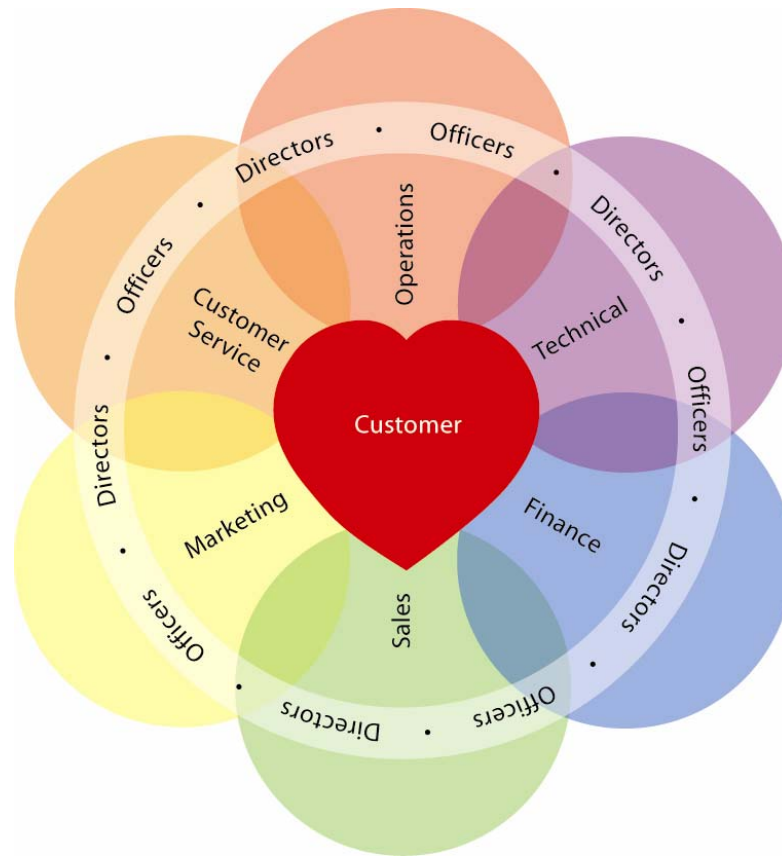 Directors • Officers • Directors • Officers • Directors • Officers • Directors • Officers • Directors • Officers •
Operations
Technical
Customer
Service
Customer
Marketing
Finance
Sales